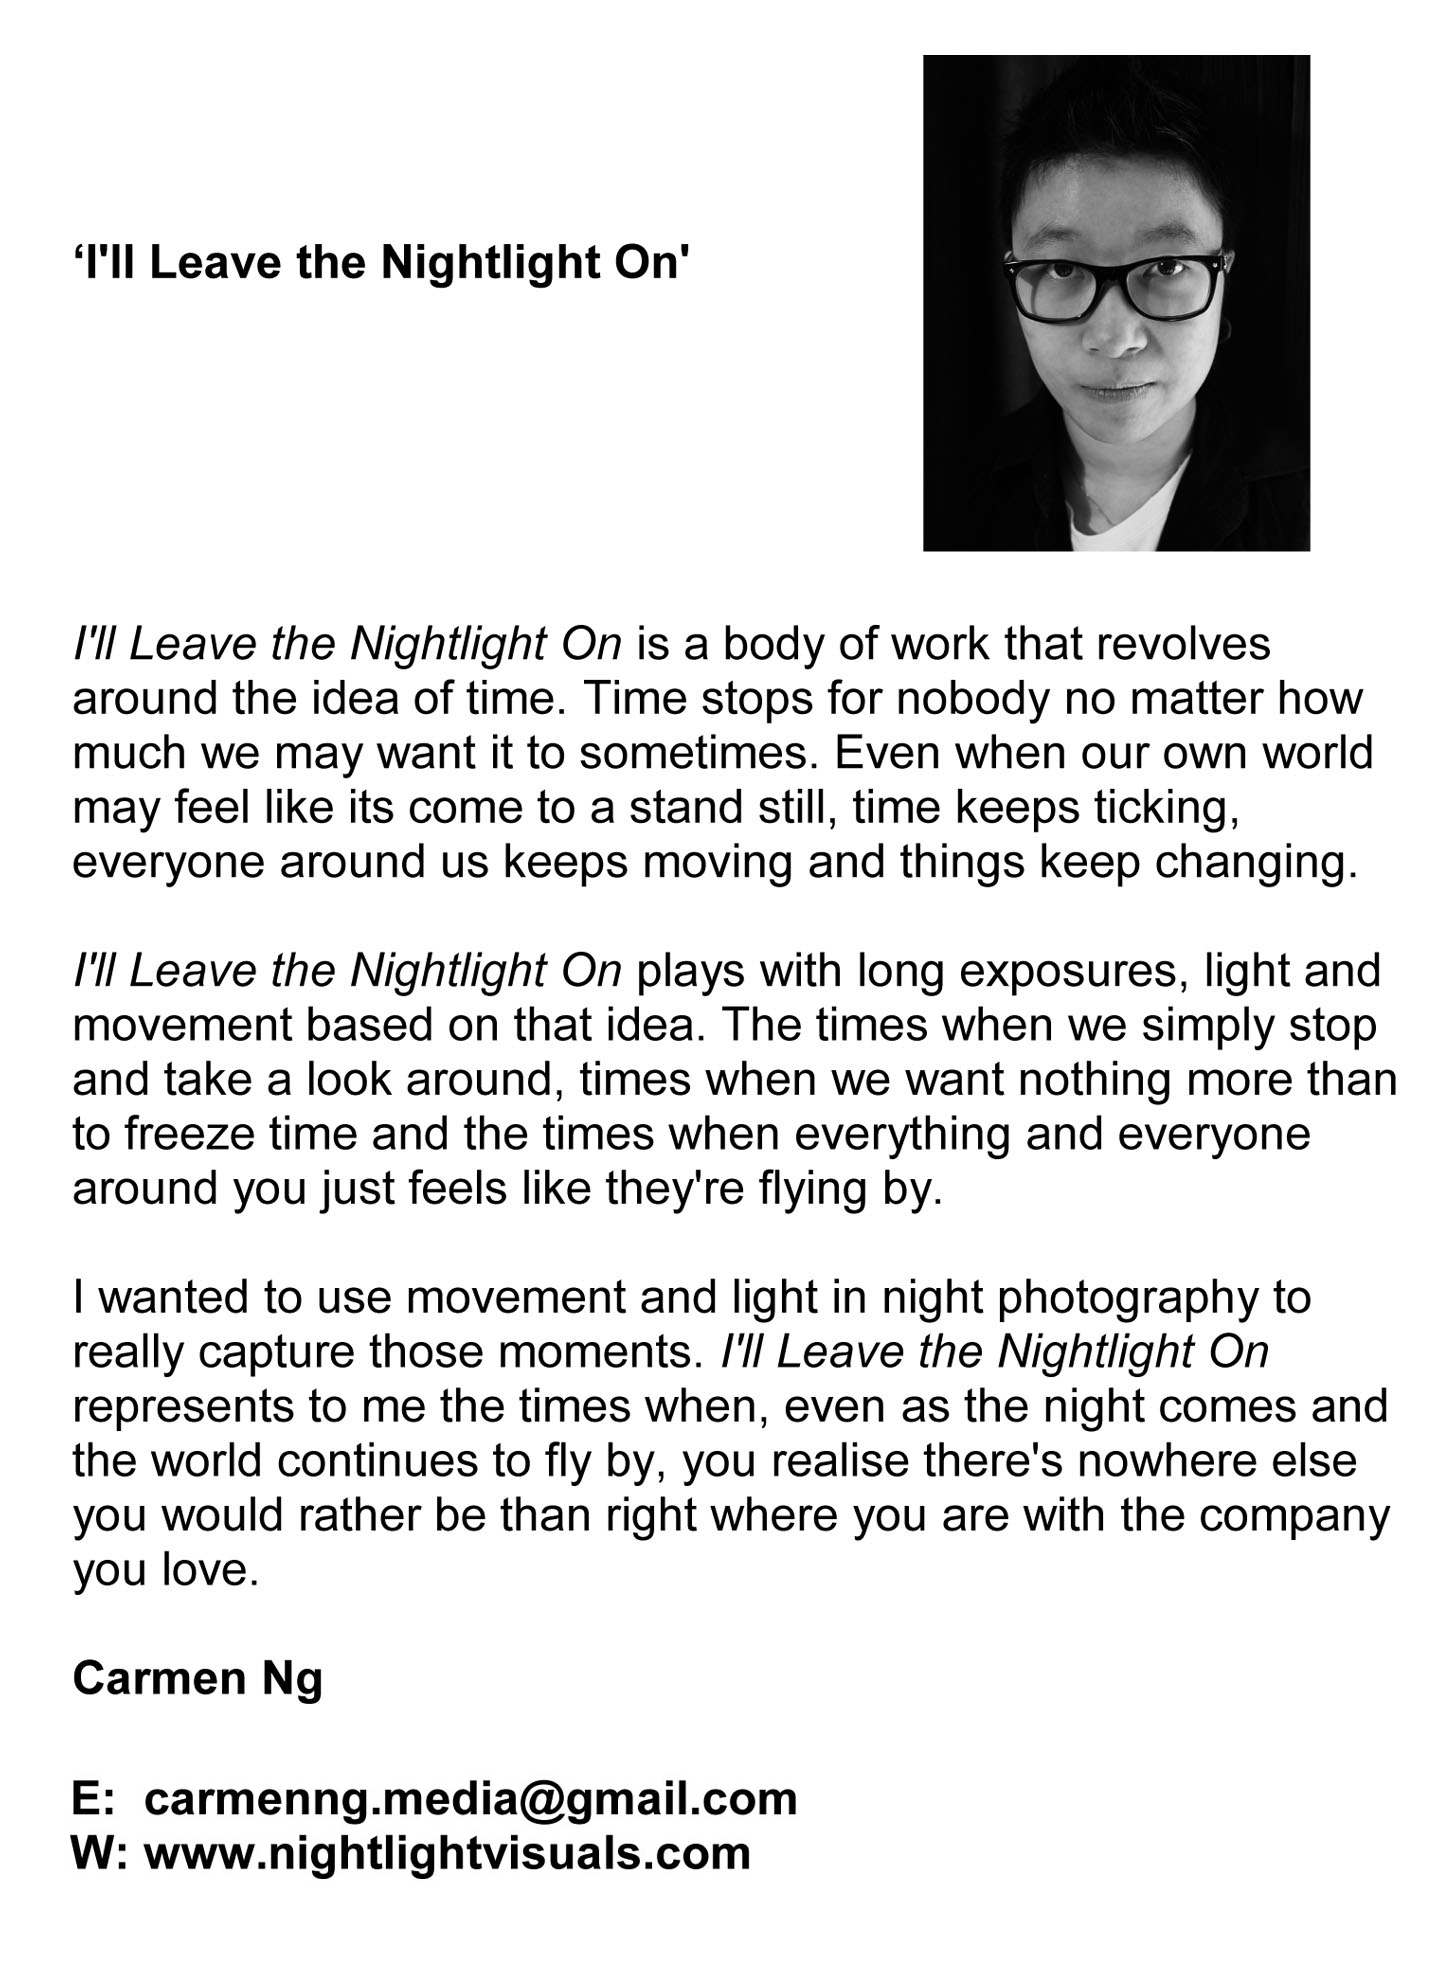 ‘I'll Leave the Nightlight On'
I'll Leave the Nightlight On is a body of work that revolves
around the idea of time. Time stops for nobody no matter how
much we may want it to sometimes. Even when our own world
may feel like its come to a stand still, time keeps ticking,
everyone around us keeps moving and things keep changing.
I'll Leave the Nightlight On plays with long exposures, light and
movement based on that idea. The times when we simply stop
and take a look around, times when we want nothing more than
to freeze time and the times when everything and everyone
around you just feels like they're flying by.
I wanted to use movement and light in night photography to
really capture those moments. I'll Leave the Nightlight On
represents to me the times when, even as the night comes and
the world continues to fly by, you realise there's nowhere else
you would rather be than right where you are with the company
you love.
Carmen Ng
E: carmenng.media@gmail.com
W: www.nightlightvisuals.com